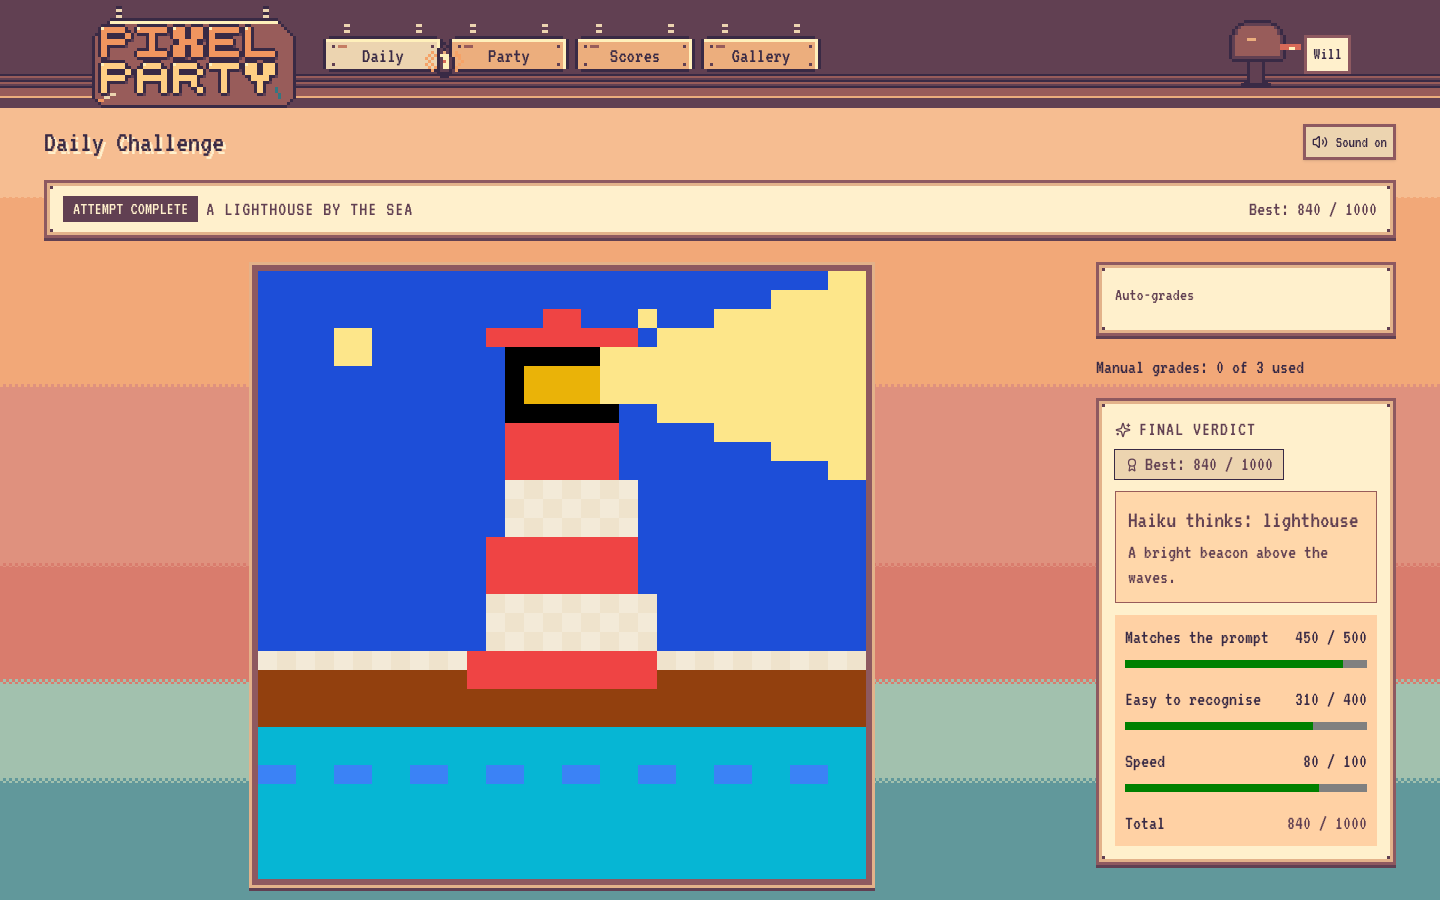 PIXEL
PARTY
Daily
Party
Scores
Gallery
Will
Daily Challenge
Sound on
ATTEMPT COMPLETE
A LIGHTHOUSE BY THE SEA
Best: 840 / 1000
Auto-grades
Manual grades: 0 of 3 used
FINAL VERDICT
Best: 840 / 1000
Haiku thinks: lighthouse
A bright beacon above the
waves.
Matches the prompt 450 / 500
Easy to recognise 310 / 400
Speed 80 / 100
Total 840 / 1000